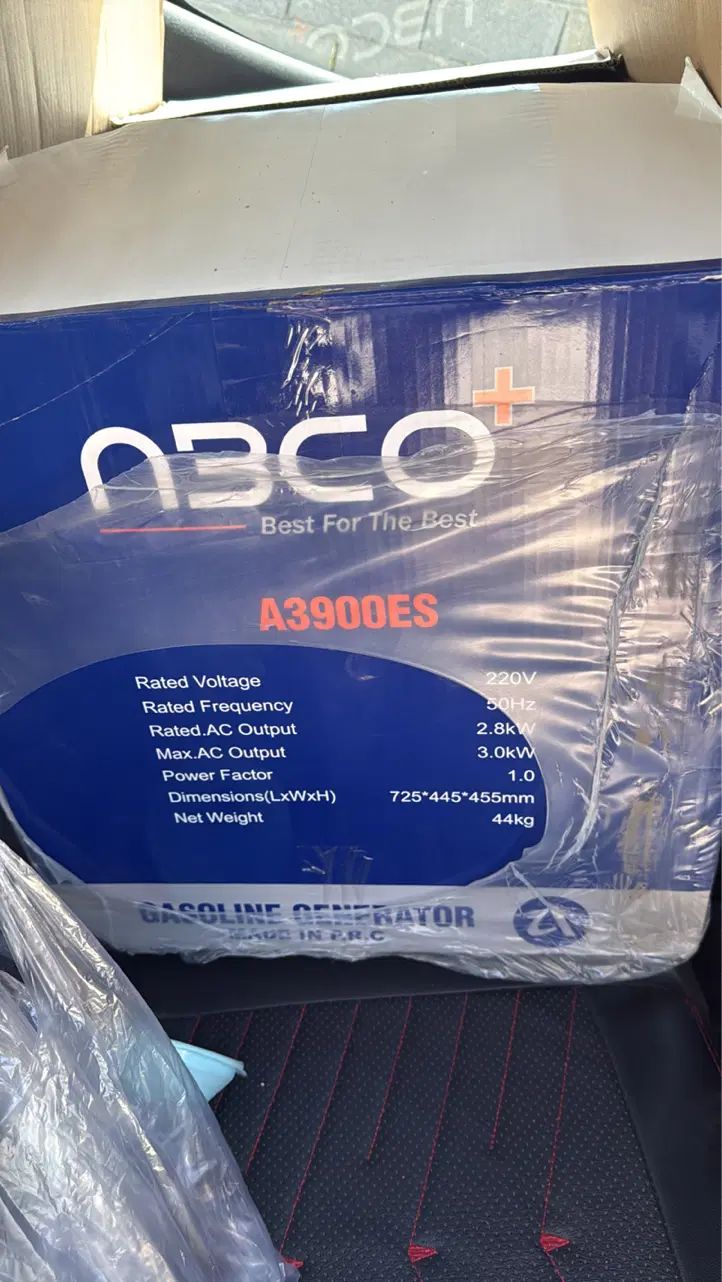 ABCO+
Best For The Best
A3900ES
Rated Voltage 220V
Rated Frequency 50Hz
Rated.AC Output 2.8kW
Max.AC Output 3.0kW
Power Factor 1.0
Dimensions(LxWxH) 725*445*455mm
Net Weight 44kg
GASOLINE GENERATOR
MADE IN P.R.C